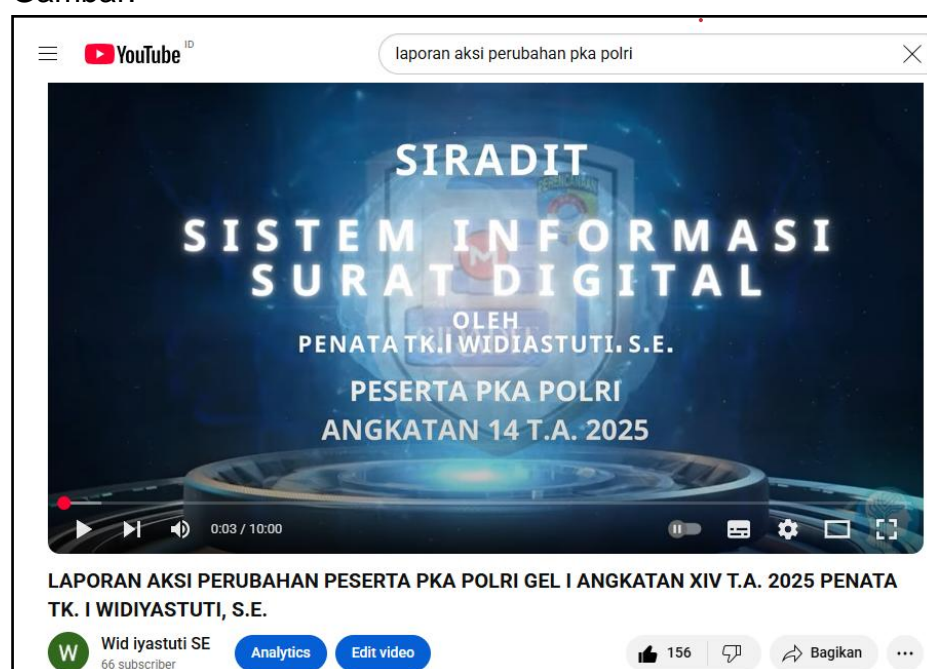 YouTube ID
laporan aksi perubahan pka polri
SIRADIT
SISTEM INFORMASI
SURAT DIGITAL
OLEH
PENATA TK.I WIDIASTUTI. S.E.
PESERTA PKA POLRI
ANGKATAN 14 T.A. 2025
0:03 / 10:00
LAPORAN AKSI PERUBAHAN PESERTA PKA POLRI GEL I ANGKATAN XIV T.A. 2025 PENATA
TK. I WIDIYASTUTI, S.E.
W
Wid iyastuti SE
66 subscriber
Analytics
Edit video
156
Bagikan